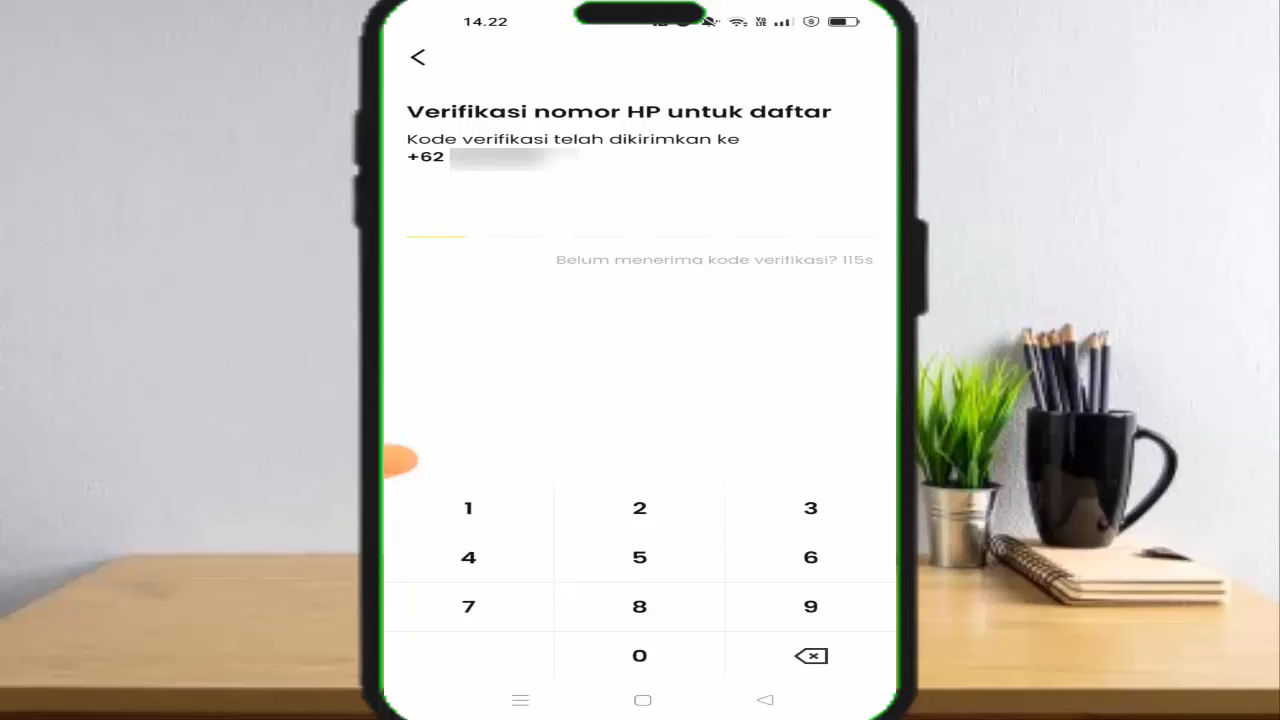 14.22
Verifikasi nomor HP untuk daftar
Kode verifikasi telah dikirimkan ke
+62
Belum menerima kode verifikasi? 115s
1 2 3
4 5 6
7 8 9
0